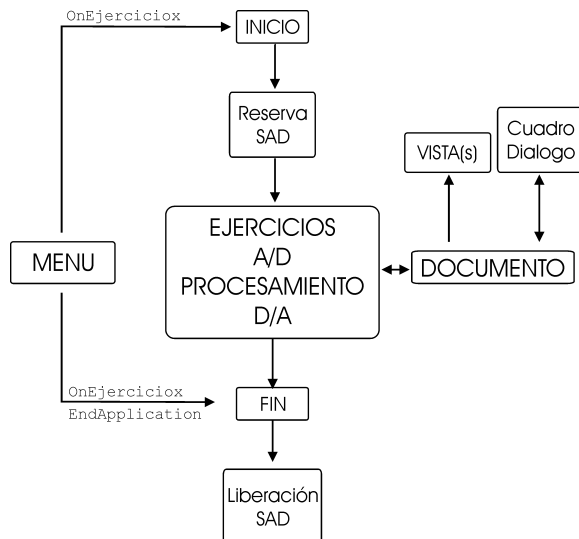 OnEjerciciox
INICIO
Reserva
SAD
VISTA(s)
Cuadro
Dialogo
EJERCICIOS
A/D
PROCESAMIENTO
D/A
MENU
DOCUMENTO
OnEjerciciox
EndApplication
FIN
Liberación
SAD